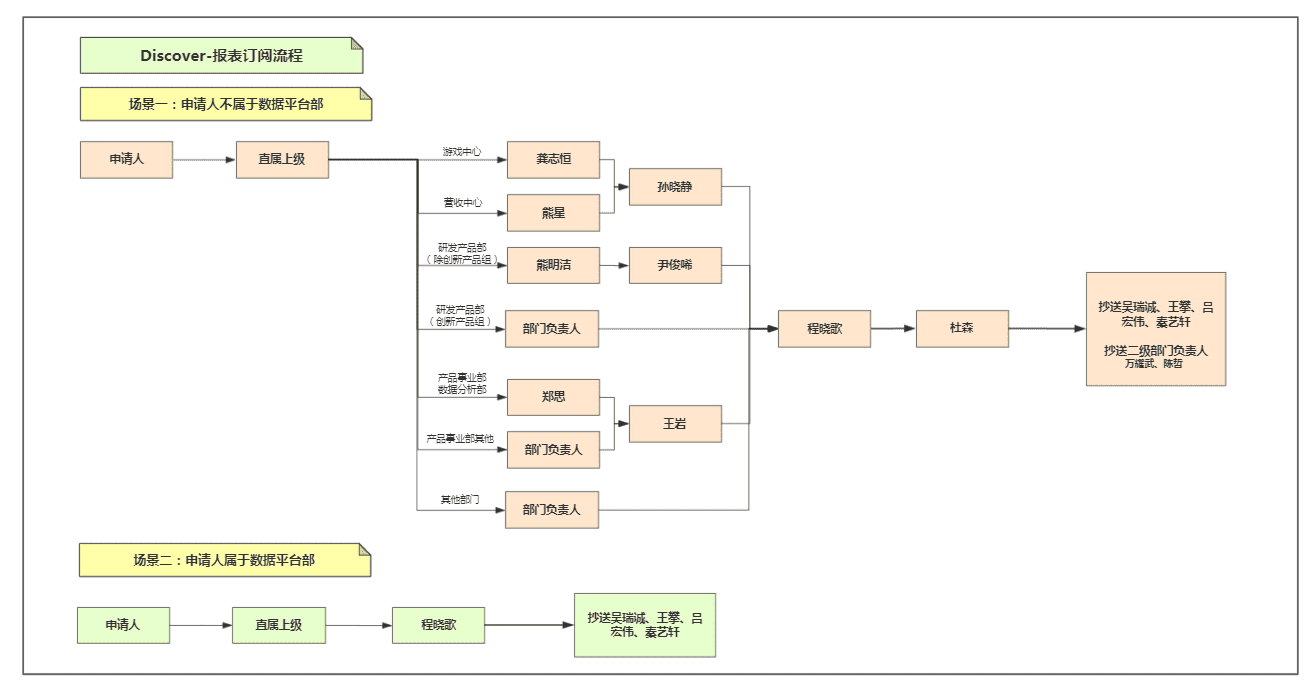 Discover-报表订阅流程
场景一：申请人不属于数据平台部
申请人
直属上级
游戏中心
龚志恒
营收中心
熊星
孙晓静
研发产品部
（除创新产品组）
熊明洁
尹俊唏
研发产品部
（创新产品组）
部门负责人
产品事业部
数据分析部
郑思
产品事业部其他
部门负责人
王岩
其他部门
部门负责人
程晓歌
杜森
抄送吴瑞诚、王攀、吕
宏伟、秦艺轩
抄送二级部门负责人
万耀武、陈哲
场景二：申请人属于数据平台部
申请人
直属上级
程晓歌
抄送吴瑞诚、王攀、吕
宏伟、秦艺轩